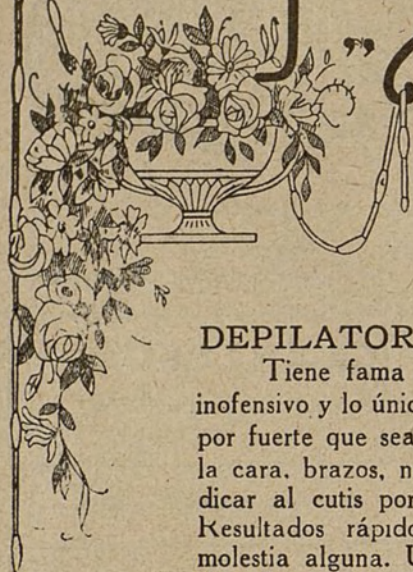 DEPILATOR
Tiene fama
inofensivo y lo únic
por fuerte que sea
la cara, brazos, n
dicar al cutis por
Resultados rápido
molestia alguna. U